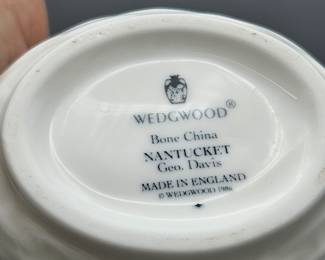 WEDGWOOD®
Bone China
NANTUCKET
Geo. Davis
MADE IN ENGLAND
© WEDGWOOD 1986